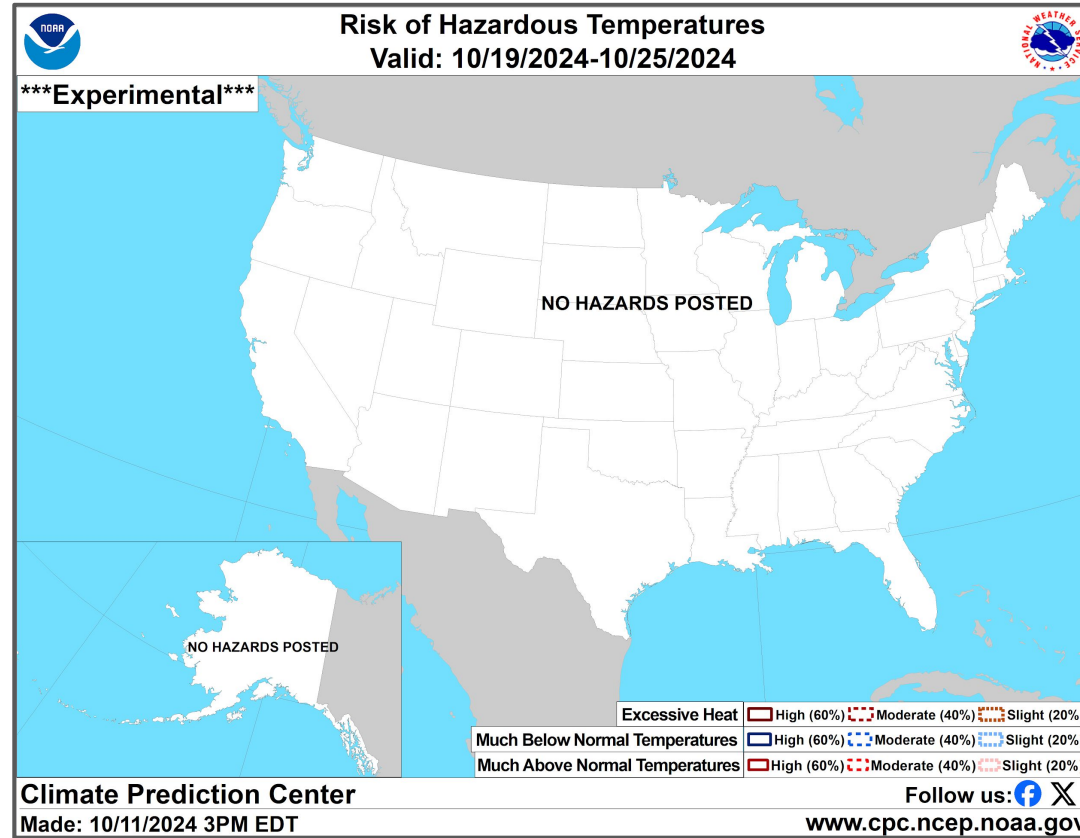 NOAA
Risk of Hazardous Temperatures
Valid: 10/19/2024-10/25/2024
NATIONAL WEATHER SERVICE
***Experimental***
NO HAZARDS POSTED
NO HAZARDS POSTED
Excessive Heat High (60%) Moderate (40%) Slight (20%
Much Below Normal Temperatures High (60%) Moderate (40%) Slight (20%
Much Above Normal Temperatures High (60%) Moderate (40%) Slight (20%
Climate Prediction Center
Follow us:
Made: 10/11/2024 3PM EDT
www.cpc.ncep.noaa.gov